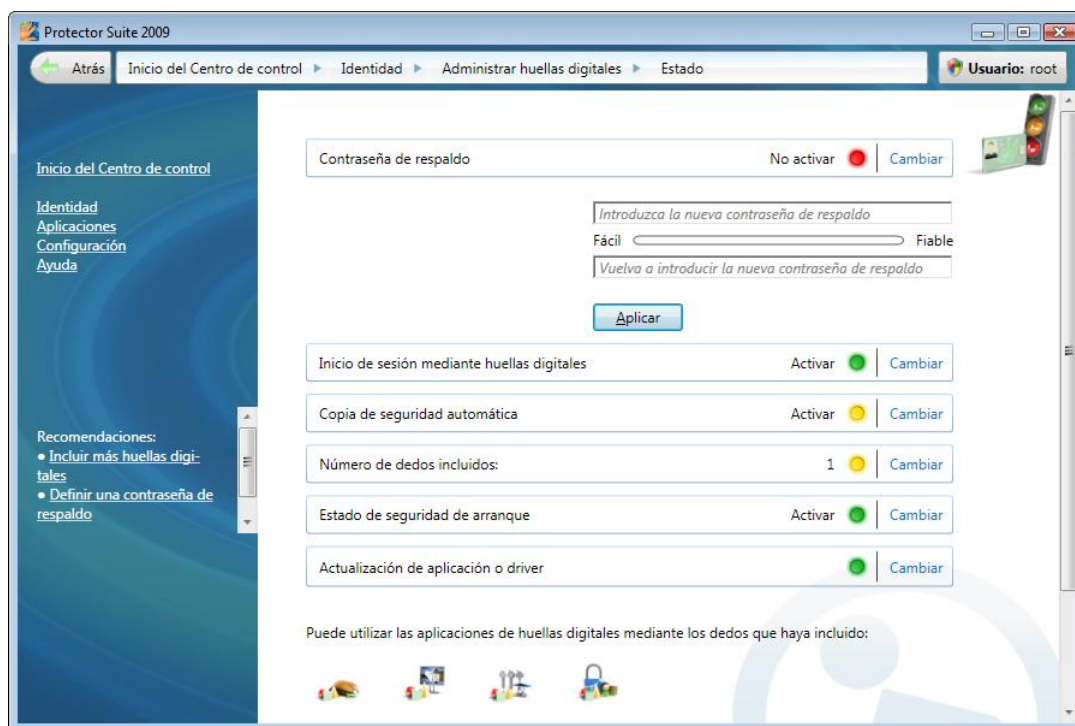 Protector Suite 2009
Atrás
Inicio del Centro de control
Identidad
Administrar huellas digitales
Estado
Usuario: root
Inicio del Centro de control
Identidad
Aplicaciones
Configuración
Ayuda
Recomendaciones:
● Incluir más huellas digi-
tales
● Definir una contraseña de
respaldo
Contraseña de respaldo No activar Cambiar
Introduzca la nueva contraseña de respaldo
Fácil Fiable
Vuelva a introducir la nueva contraseña de respaldo
Aplicar
Inicio de sesión mediante huellas digitales Activar Cambiar
Copia de seguridad automática Activar Cambiar
Número de dedos incluidos: 1 Cambiar
Estado de seguridad de arranque Activar Cambiar
Actualización de aplicación o driver Cambiar
Puede utilizar las aplicaciones de huellas digitales mediante los dedos que haya incluido: